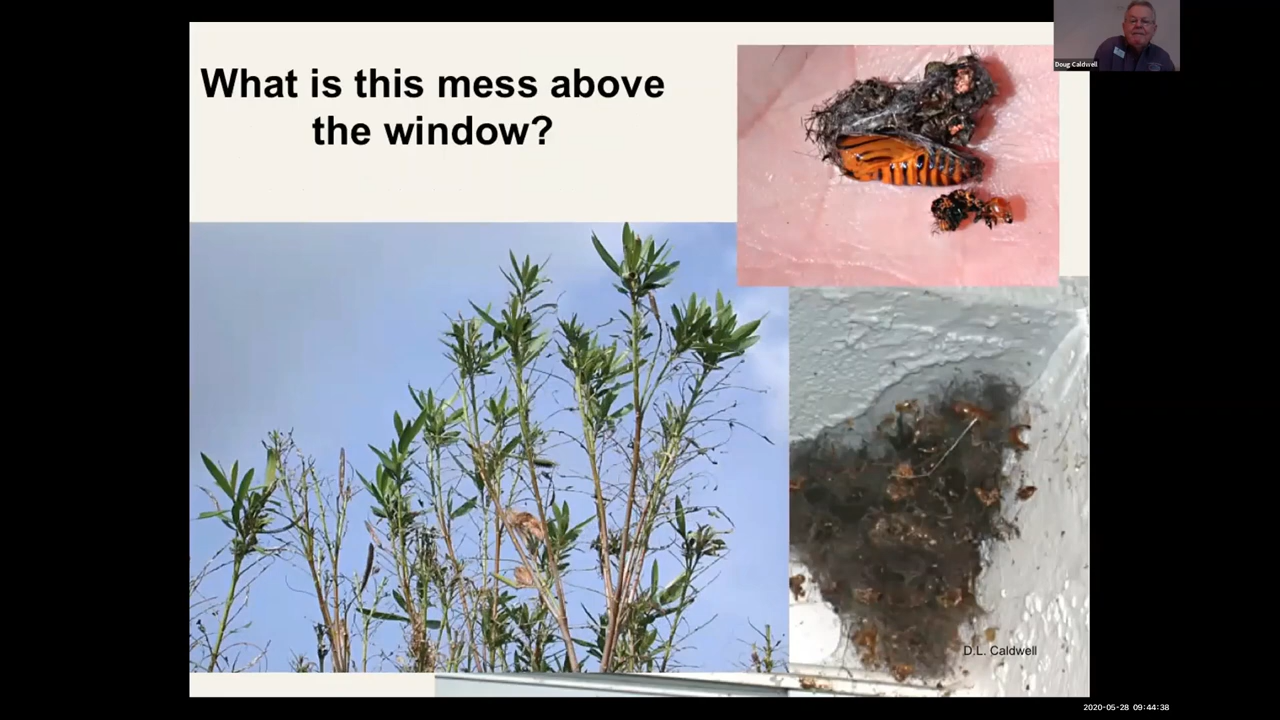 What is this mess above
the window?
Doug Caldwell
D.L. Caldwell
2020-05-28 09:44:38